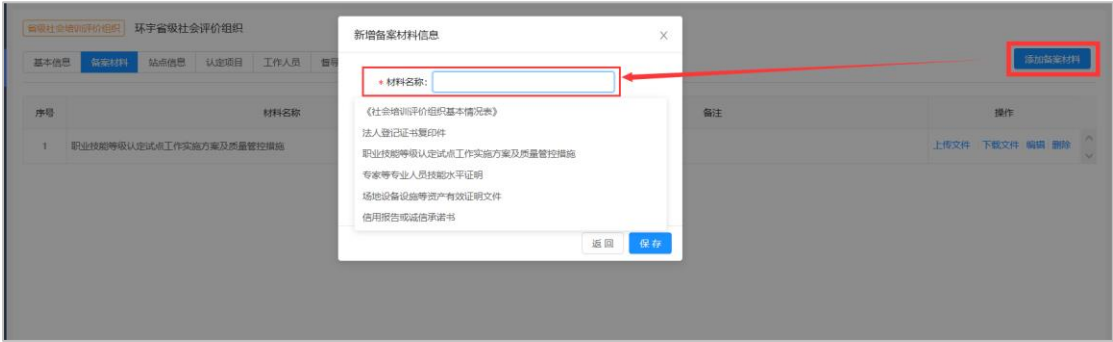 省级社会培训评价组织 环宇省级社会评价组织
基本信息 备案材料 站点信息 认定项目 工作人员 督导
添加备案材料
序号 材料名称 备注 操作
1 职业技能等级认定试点工作实施方案及质量管控措施 上传文件 下载文件 编辑 删除
新增备案材料信息
* 材料名称:
《社会培训评价组织基本情况表》
法人登记证书复印件
职业技能等级认定试点工作实施方案及质量管控措施
专家等专业人员技能水平证明
场地设备设施等资产有效证明文件
信用报告或诚信承诺书
返回 保存